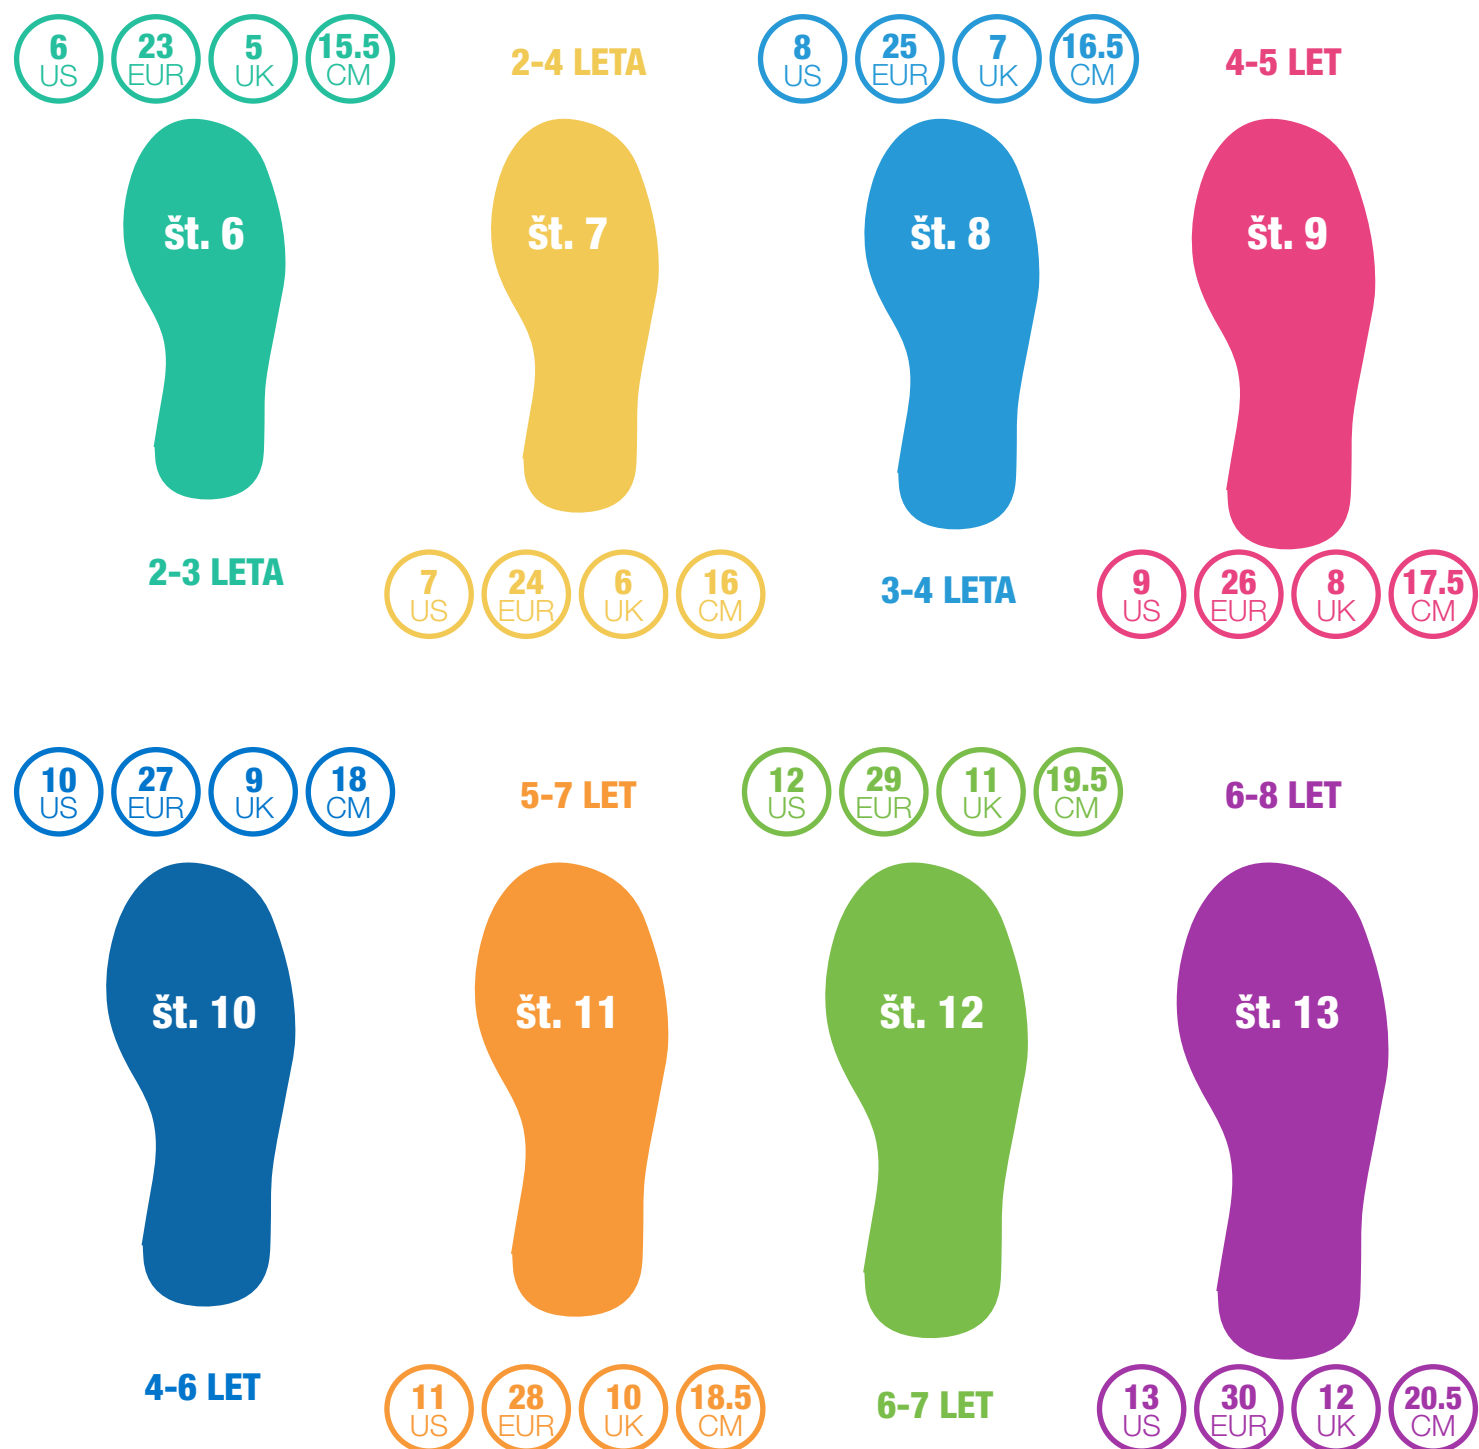 6 US 23 EUR 5 UK 15.5 CM
št. 6
2-3 LETA
2-4 LETA
št. 7
7 US 24 EUR 6 UK 16 CM
8 US 25 EUR 7 UK 16.5 CM
št. 8
3-4 LETA
4-5 LET
št. 9
9 US 26 EUR 8 UK 17.5 CM
10 US 27 EUR 9 UK 18 CM
št. 10
4-6 LET
5-7 LET
št. 11
11 US 28 EUR 10 UK 18.5 CM
12 US 29 EUR 11 UK 19.5 CM
št. 12
6-7 LET
6-8 LET
št. 13
13 US 30 EUR 12 UK 20.5 CM